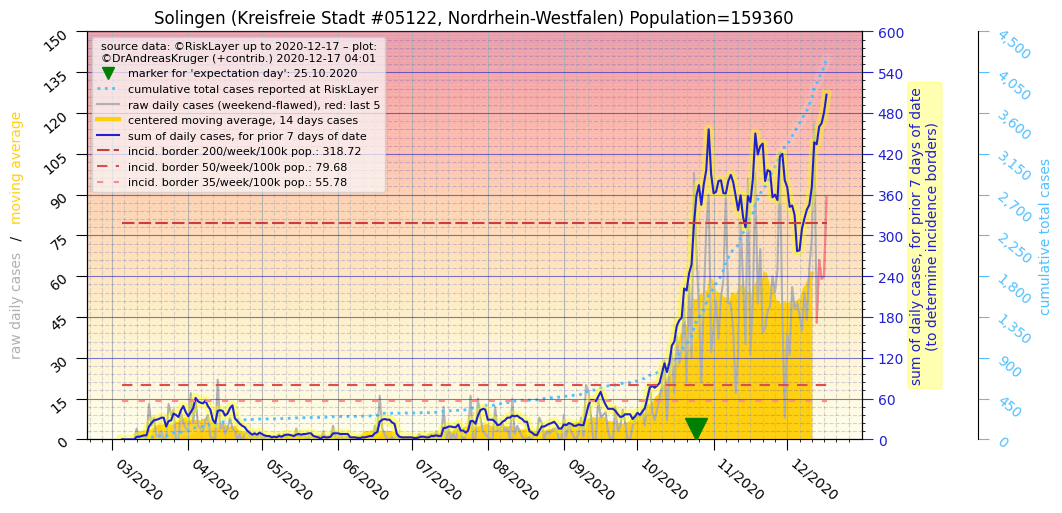 Solingen (Kreisfreie Stadt #05122, Nordrhein-Westfalen) Population=159360
source data: ©RiskLayer up to 2020-12-17 – plot:
©DrAndreasKruger (+contrib.) 2020-12-17 04:01
marker for 'expectation day': 25.10.2020
cumulative total cases reported at RiskLayer
raw daily cases (weekend-flawed), red: last 5
centered moving average, 14 days cases
sum of daily cases, for prior 7 days of date
incid. border 200/week/100k pop.: 318.72
incid. border 50/week/100k pop.: 79.68
incid. border 35/week/100k pop.: 55.78
raw daily cases / moving average
150
135
120
105
90
75
60
45
30
15
0
03/2020
04/2020
05/2020
06/2020
07/2020
08/2020
09/2020
10/2020
11/2020
12/2020
600
540
480
420
360
300
240
180
120
60
0
sum of daily cases, for prior 7 days of date
(to determine incidence borders)
4,500
4,050
3,600
3,150
2,700
2,250
1,800
1,350
900
450
0
cumulative total cases